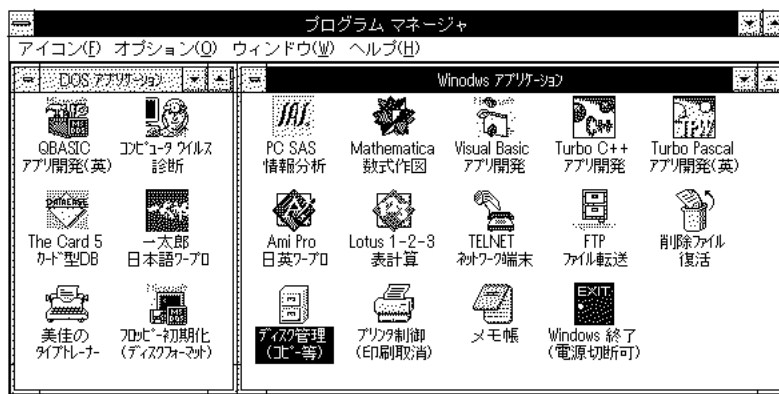 プログラム マネージャ
アイコン(F) オプション(O) ウィンドウ(W) ヘルプ(H)
DOS アプリケーション
QBASIC
アプリ開発(英)
コンピュータ ウイルス
診断
The Card 5
カード型DB
一太郎
日本語ワープロ
美佳の
タイプトレーナー
フロッピー初期化
(ディスクフォーマット)
Winodws アプリケーション
PC SAS
情報分析
Mathematica
数式作図
Visual Basic
アプリ開発
Turbo C++
アプリ開発
Turbo Pascal
アプリ開発(英)
Ami Pro
日英ワープロ
Lotus 1-2-3
表計算
TELNET
ネットワーク端末
FTP
ファイル転送
削除ファイル
復活
ディスク管理
(コピー等)
プリンタ制御
(印刷取消)
メモ帳
EXIT
Windows 終了
(電源切断可)